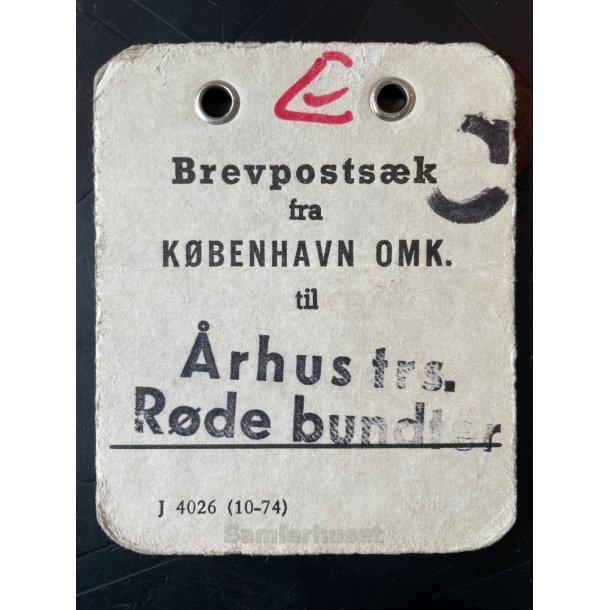 Brevpostsæk
fra
KØBENHAVN OMK.
til
Århus trs.
Røde bundter
J 4026 (10-74)
Samlerhuset